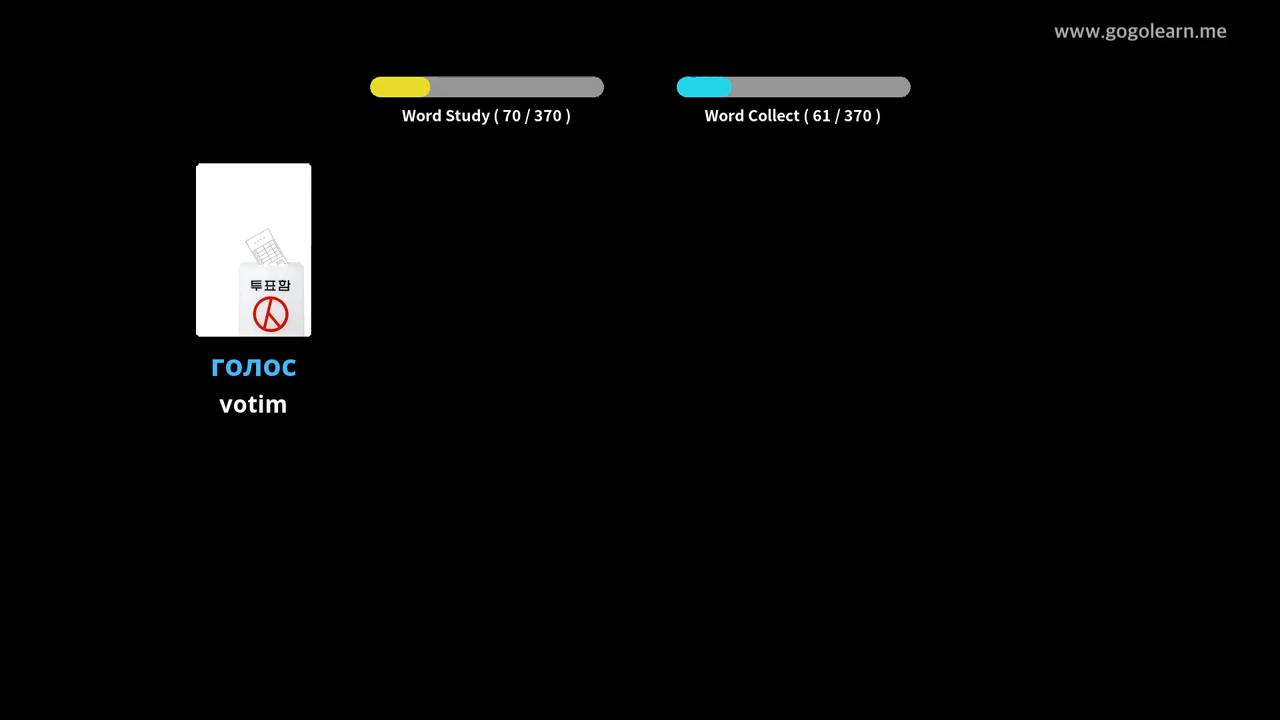 www.gogolearn.me
Word Study ( 70 / 370 )
Word Collect ( 61 / 370 )
투표함
голос
votim